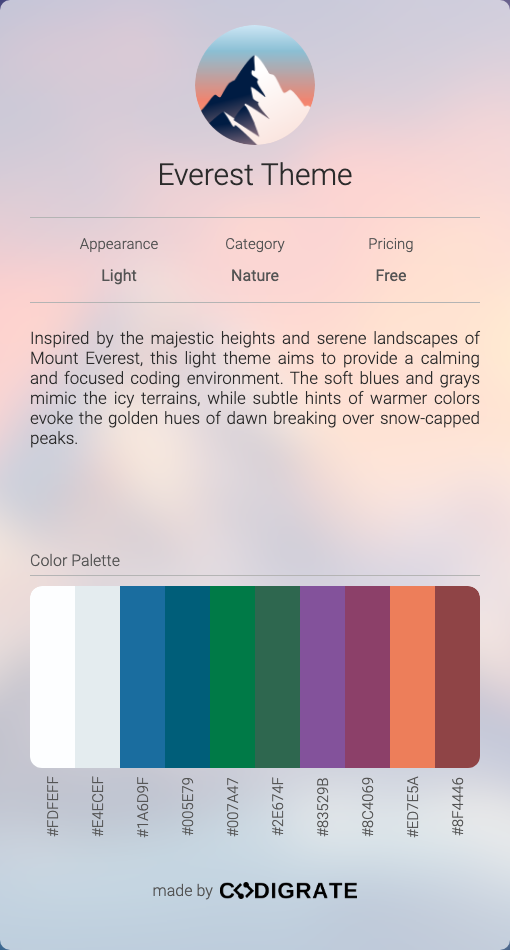 Everest Theme
Appearance Category Pricing
Light Nature Free
Inspired by the majestic heights and serene landscapes of
Mount Everest, this light theme aims to provide a calming
and focused coding environment. The soft blues and grays
mimic the icy terrains, while subtle hints of warmer colors
evoke the golden hues of dawn breaking over snow-capped
peaks.
Color Palette
#FDFEFF
#E4ECEF
#1A6D9F
#005E79
#007A47
#2E674F
#83529B
#8C4069
#ED7E5A
#8F4446
made by CODIGRATE